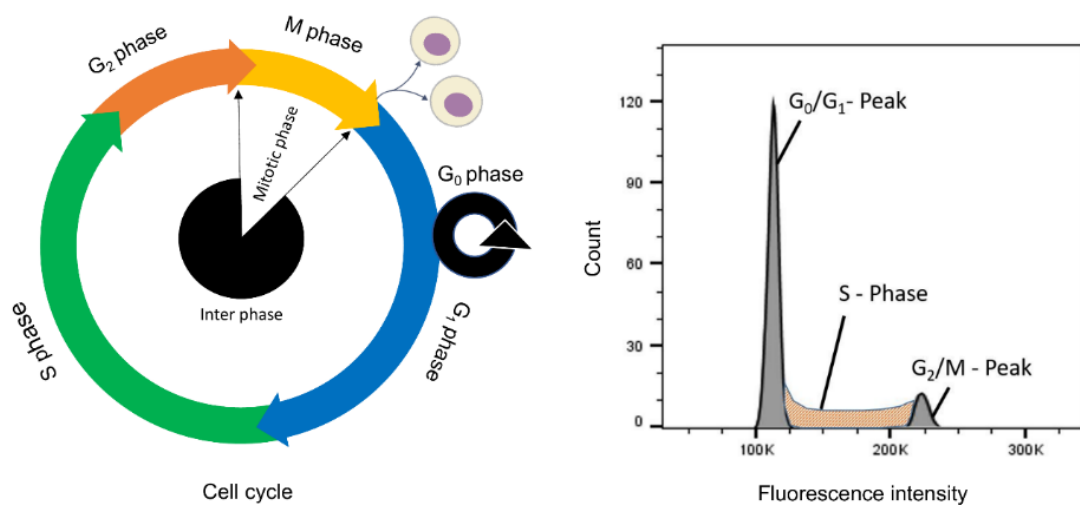 G₂ phase
M phase
Mitotic phase
G₀ phase
Inter phase
S phase
G₁ phase
Cell cycle
120
90
60
30
0
Count
G₀/G₁- Peak
S - Phase
G₂/M - Peak
100K
200K
300K
Fluorescence intensity